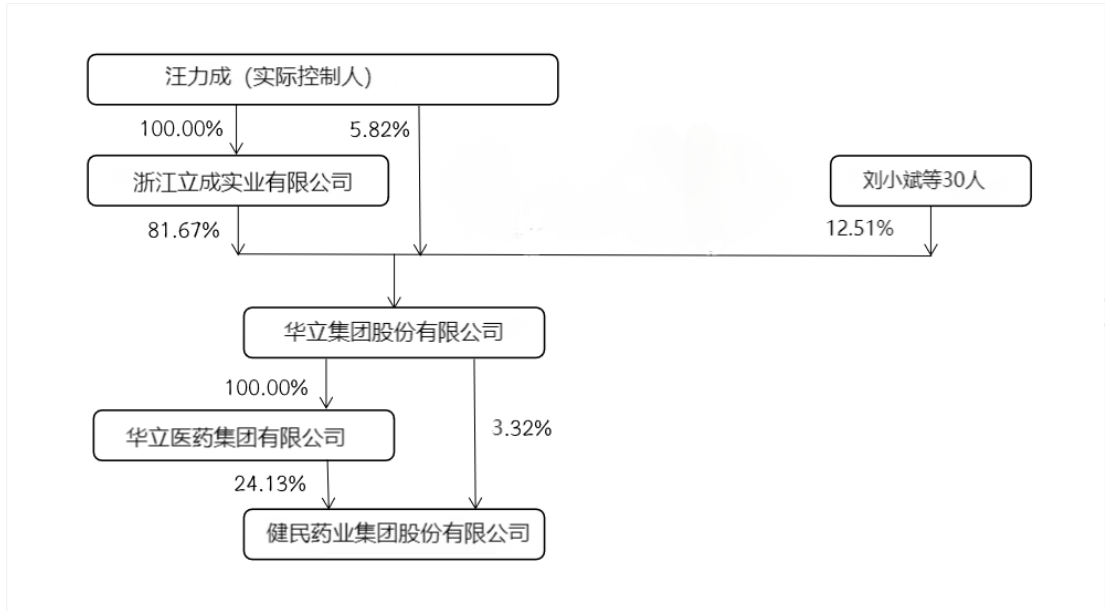 汪力成（实际控制人）
100.00%
5.82%
浙江立成实业有限公司
刘小斌等30人
81.67%
12.51%
华立集团股份有限公司
100.00%
3.32%
华立医药集团有限公司
24.13%
健民药业集团股份有限公司